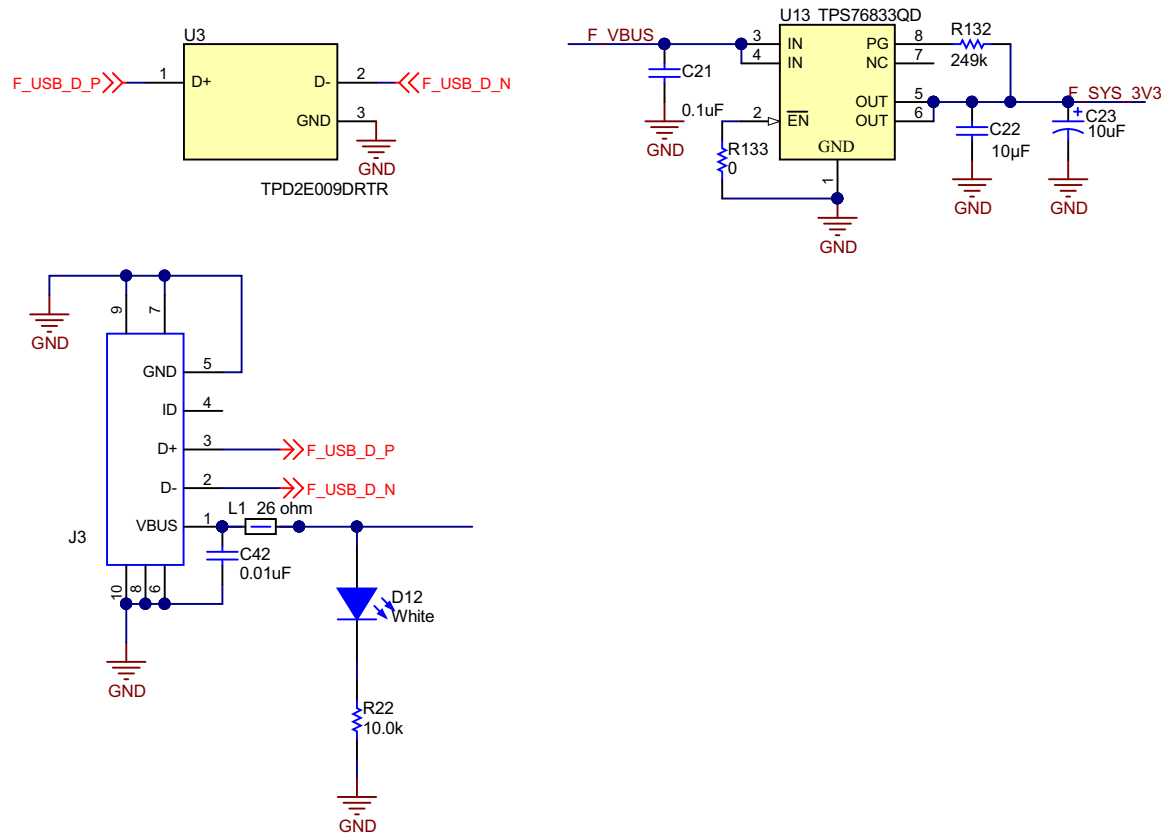 U3
F_USB_D_P
1
D+
D-
2
F_USB_D_N
GND
3
GND
TPD2E009DRTR
U13 TPS76833QD
F_VBUS
3
IN
4
IN
PG
8
R132
249k
NC
7
C21
0.1uF
GND
OUT
5
F_SYS_3V3
OUT
6
2
EN
R133
0
GND
1
GND
C22
10µF
GND
+
C23
10uF
GND
GND
9
7
GND
5
ID
4
D+
3
F_USB_D_P
D-
2
F_USB_D_N
VBUS
1
L1 26 ohm
J3
C42
0.01uF
10
8
6
GND
D12
White
R22
10.0k
GND